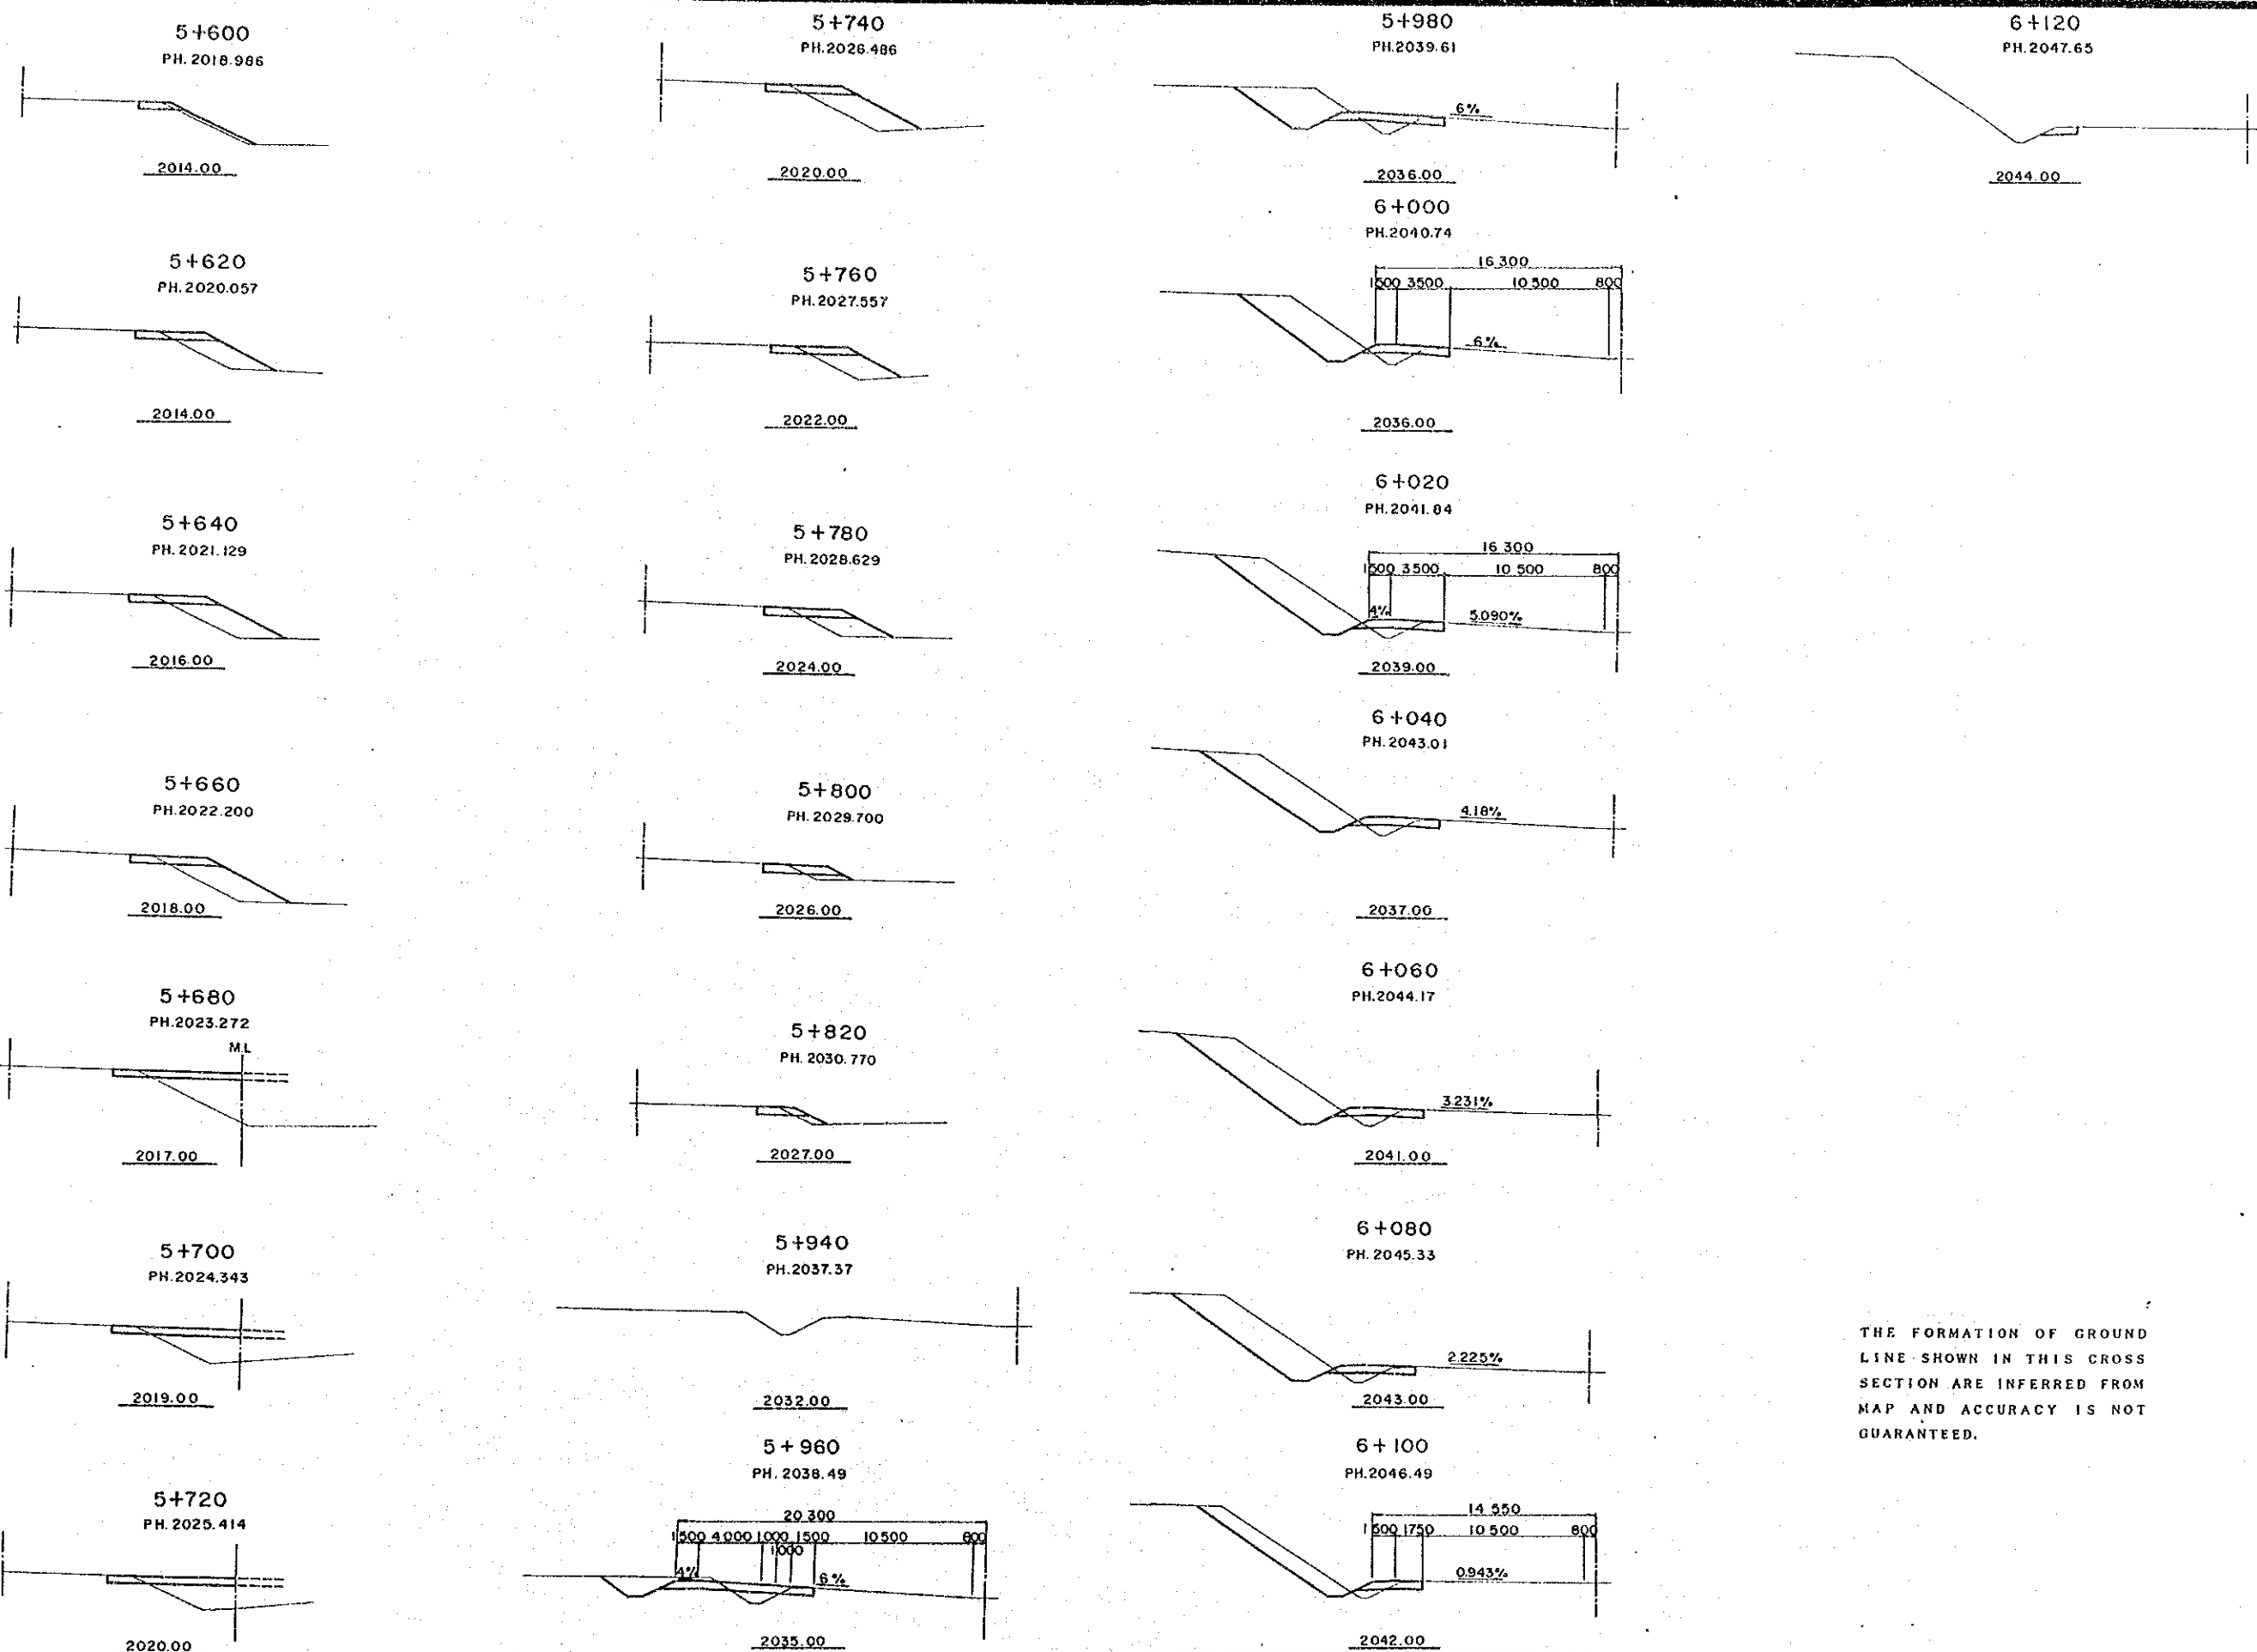 5+600
PH.2018.986
2014.00
5+620
PH.2020.057
2014.00
5+640
PH.2021.129
2016.00
5+660
PH.2022.200
2018.00
5+680
PH.2023.272
M.L
2017.00
5+700
PH.2024.343
2019.00
5+720
PH.2025.414
2020.00
5+740
PH.2026.486
2020.00
5+760
PH.2027.557
2022.00
5+780
PH.2028.629
2024.00
5+800
PH.2029.700
2026.00
5+820
PH.2030.770
2027.00
5+940
PH.2037.37
2032.00
5+960
PH.2038.49
20 300
1500 4000 1000 1500 10 500 800
1000
4% 6%
2035.00
5+980
PH.2039.61
6%
2036.00
6+000
PH.2040.74
16 300
1500 3500 10 500 800
6%
2036.00
6+020
PH.2041.84
16 300
1500 3500 10 500 800
4% 5.090%
2039.00
6+040
PH.2043.01
4.18%
2037.00
6+060
PH.2044.17
3.231%
2041.00
6+080
PH.2045.33
2.225%
2043.00
6+100
PH.2046.49
14 550
1500 1750 10 500 800
0.943%
2042.00
6+120
PH.2047.65
2044.00
THE FORMATION OF GROUND
LINE SHOWN IN THIS CROSS
SECTION ARE INFERRED FROM
MAP AND ACCURACY IS NOT
GUARANTEED.